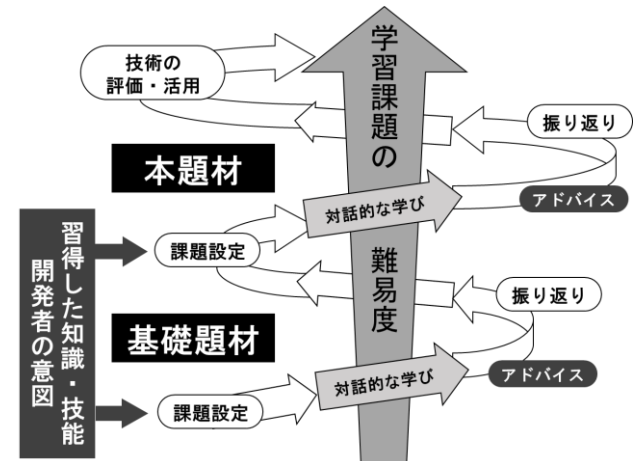 技術の
評価・活用
学習課題の
難易度
振り返り
本題材
アドバイス
対話的な学び
課題設定
習得した知識・技能
開発者の意図
振り返り
基礎題材
アドバイス
対話的な学び
課題設定